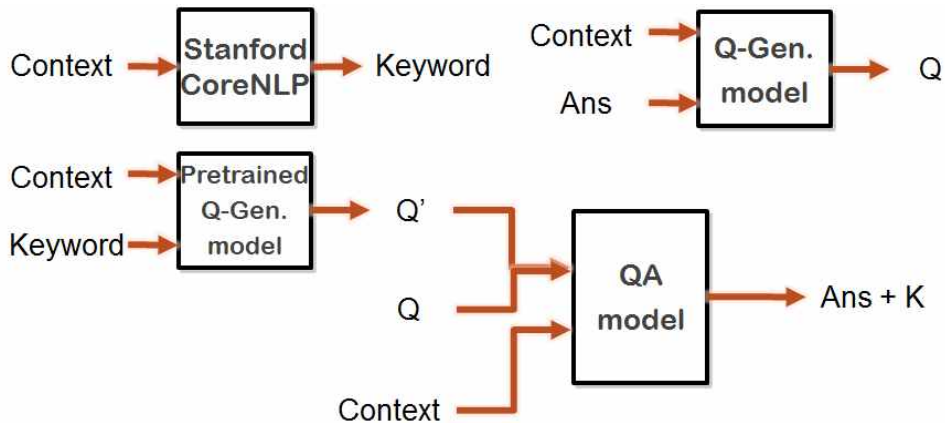 Context
Stanford
CoreNLP
Keyword
Context
Ans
Q-Gen.
model
Q
Context
Keyword
Pretrained
Q-Gen.
model
Q’
Q
Context
QA
model
Ans + K